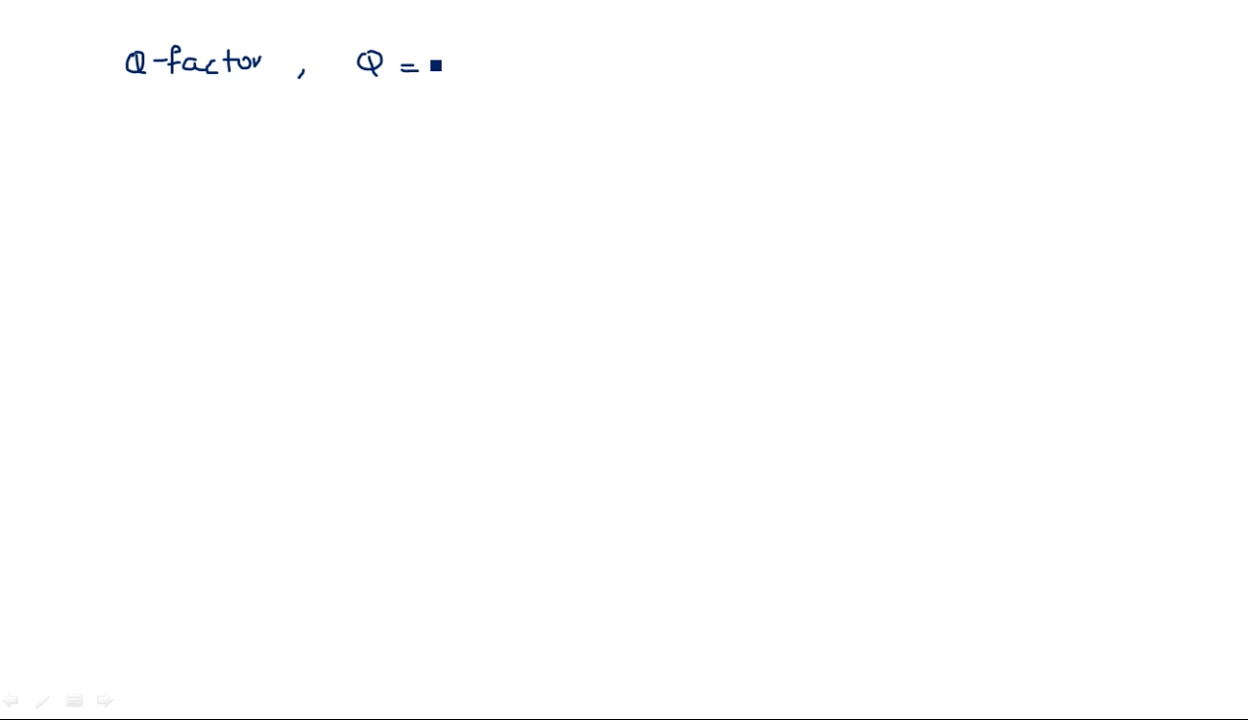 Q-factor , Q =